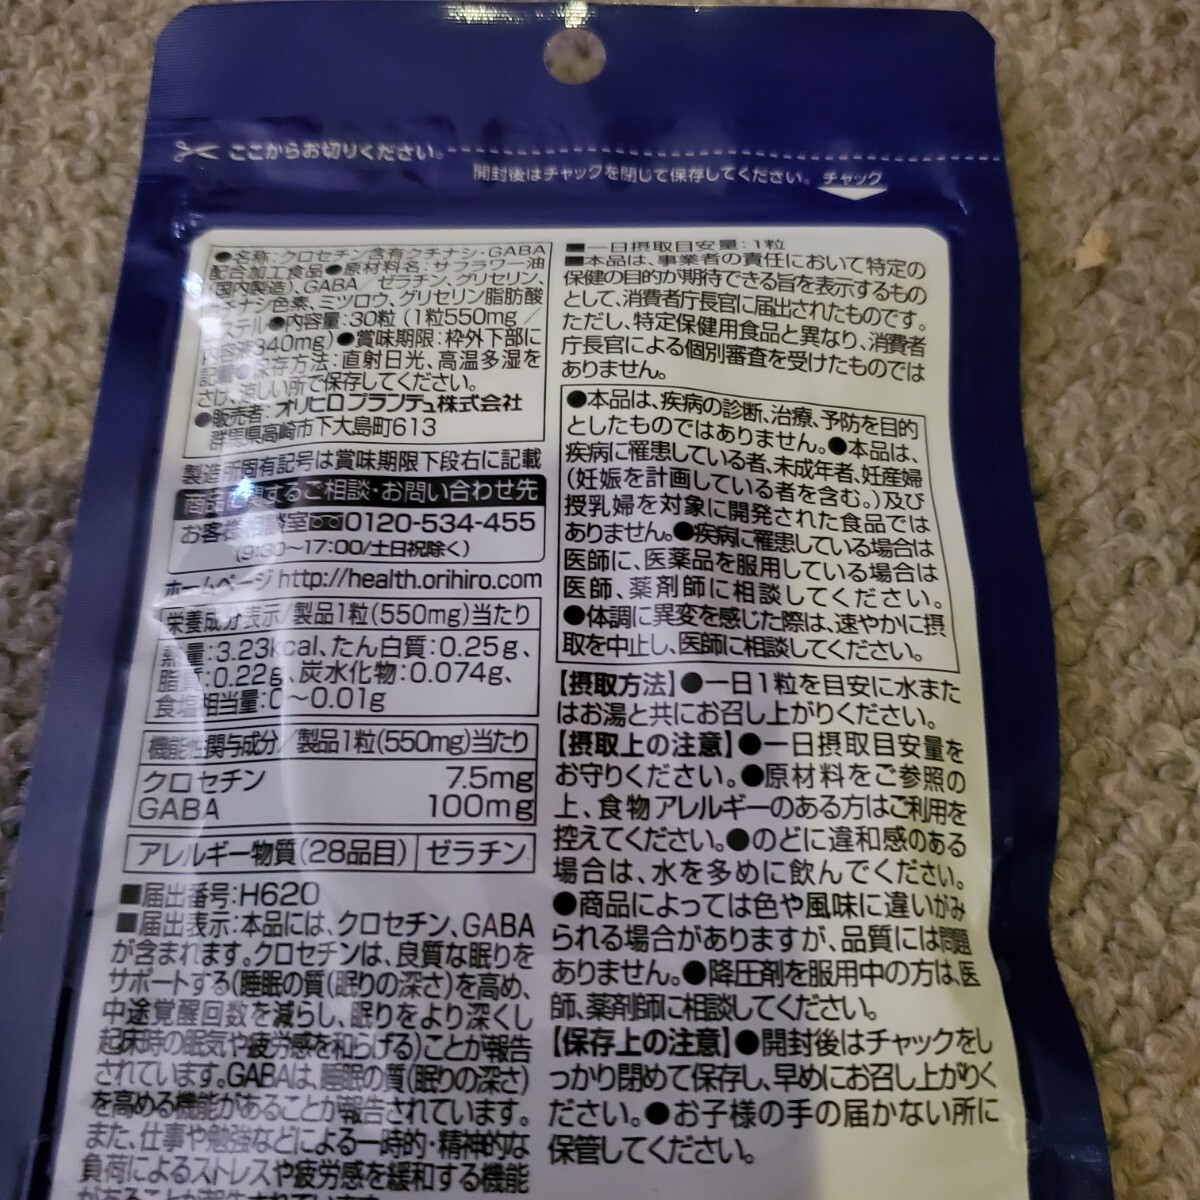 ここからお切りください。
開封後はチャックを閉じて保存してください。 チャック
●名称:クロセチン含有クチナシ・GABA
配合加工食品●原材料名:サフラワー油
(国内製造)、GABA/ゼラチン、グリセリン、
クチナシ色素、ミツロウ、グリセリン脂肪酸
エステル●内容量:30粒(1粒550mg/
内容液340mg)●賞味期限:枠外下部に
記載●保存方法:直射日光、高温多湿を
さけ、涼しい所で保存してください。
●販売者:オリヒロプランデュ株式会社
群馬県高崎市下大島町613
製造所固有記号は賞味期限下段右に記載
商品に関するご相談・お問い合わせ先
お客様相談室 0120-534-455
(9:30〜17:00/土日祝除く)
ホームページ http://health.orihiro.com
栄養成分表示/製品1粒(550mg)当たり
熱量:3.23kcal、たん白質:0.25g、
脂質:0.22g、炭水化物:0.074g、
食塩相当量:0〜0.01g
機能性関与成分/製品1粒(550mg)当たり
クロセチン 7.5mg
GABA 100mg
アレルギー物質(28品目) ゼラチン
■届出番号:H620
■届出表示:本品には、クロセチン、GABA
が含まれます。クロセチンは、良質な眠りを
サポートする(睡眠の質(眠りの深さ)を高め、
中途覚醒回数を減らし、眠りをより深くし
起床時の眠気や疲労感を和らげる)ことが報告
されています。GABAは、睡眠の質(眠りの深さ)
を高める機能があることが報告されています。
また、仕事や勉強などによる一時的・精神的な
負荷によるストレスや疲労感を緩和する機能
があることが報告されています。
■一日摂取目安量:1粒
■本品は、事業者の責任において特定の
保健の目的が期待できる旨を表示するもの
として、消費者庁長官に届出されたものです。
ただし、特定保健用食品と異なり、消費者
庁長官による個別審査を受けたものでは
ありません。
●本品は、疾病の診断、治療、予防を目的
としたものではありません。●本品は、
疾病に罹患している者、未成年者、妊産婦
(妊娠を計画している者を含む。)及び
授乳婦を対象に開発された食品では
ありません。●疾病に罹患している場合は
医師に、医薬品を服用している場合は
医師、薬剤師に相談してください。
●体調に異変を感じた際は、速やかに摂
取を中止し、医師に相談してください。
【摂取方法】●一日1粒を目安に水また
はお湯と共にお召し上がりください。
【摂取上の注意】●一日摂取目安量を
お守りください。●原材料をご参照の
上、食物アレルギーのある方はご利用を
控えてください。●のどに違和感のある
場合は、水を多めに飲んでください。
●商品によっては色や風味に違いがみ
られる場合がありますが、品質には問題
ありません。●降圧剤を服用中の方は、医
師、薬剤師に相談してください。
【保存上の注意】●開封後はチャックをし
っかり閉めて保存し、早めにお召し上がりく
ださい。●お子様の手の届かない所に
保管してください。